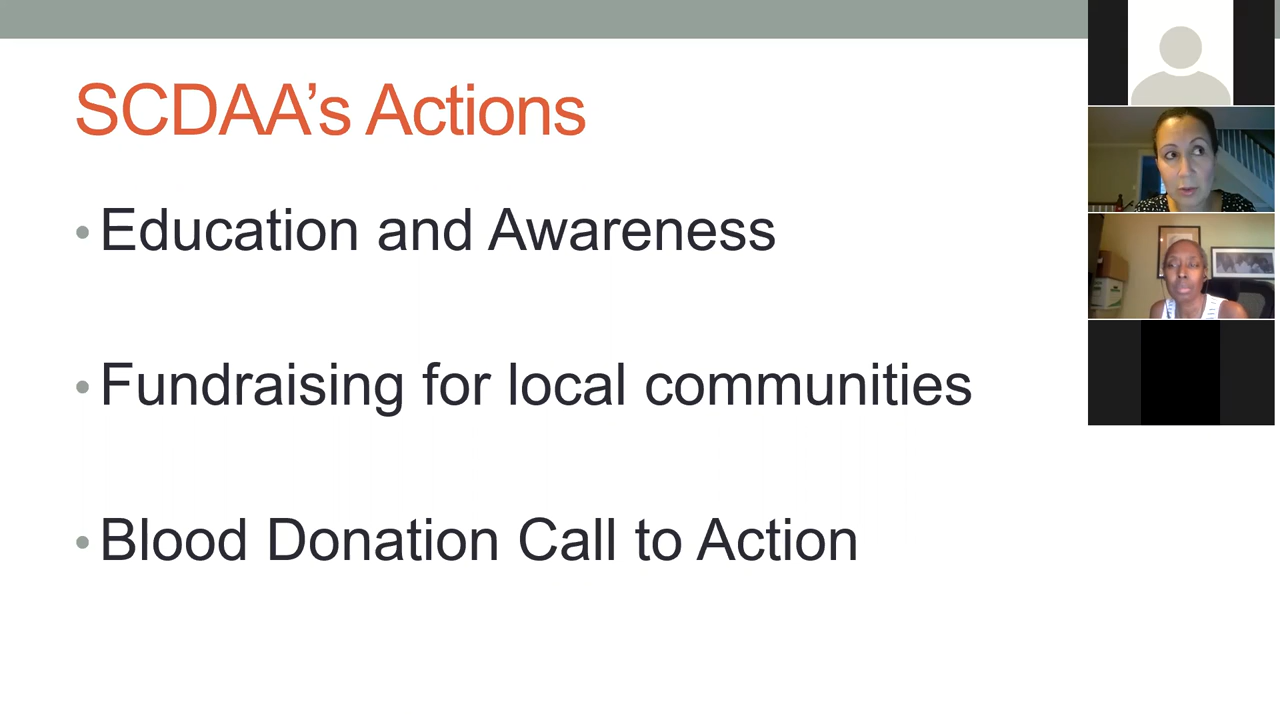 SCDAA’s Actions
• Education and Awareness
• Fundraising for local communities
• Blood Donation Call to Action